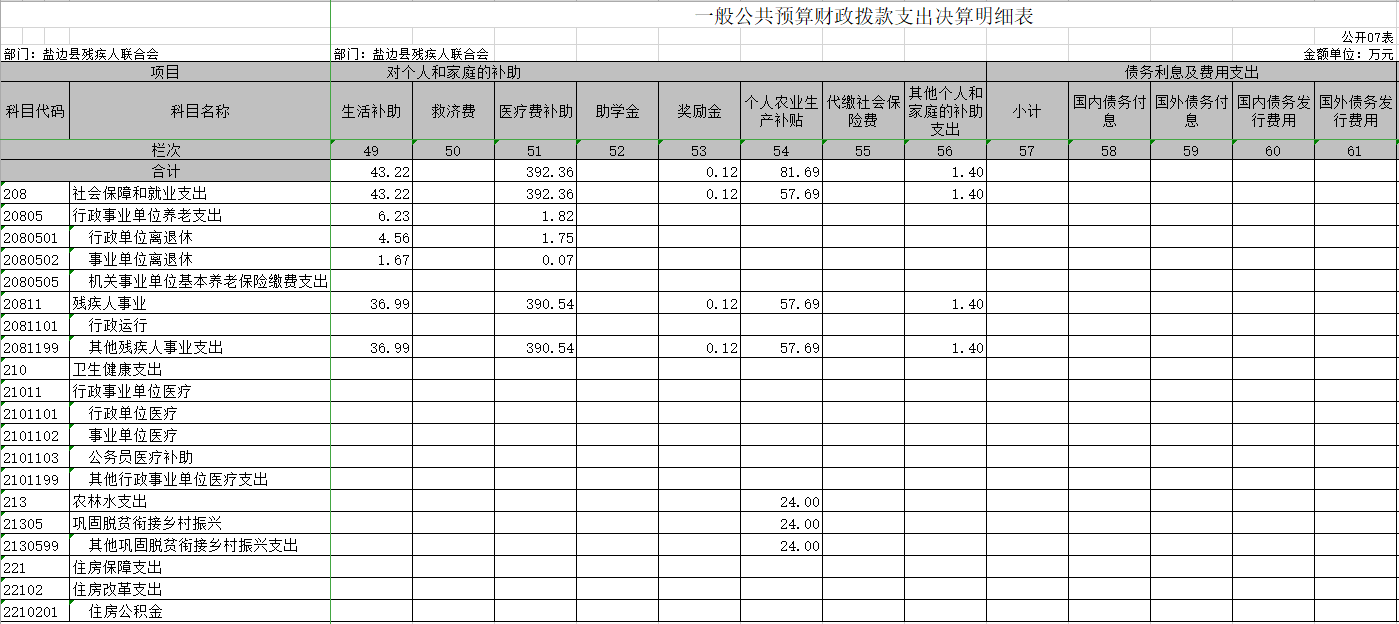 一般公共预算财政拨款支出决算明细表
公开07表
部门：盐边县残疾人联合会 部门：盐边县残疾人联合会 金额单位：万元
项目 对个人和家庭的补助 债务利息及费用支出
科目代码 科目名称 生活补助 救济费 医疗费补助 助学金 奖励金 个人农业生产补贴 代缴社会保险费 其他个人和家庭的补助支出 小计 国内债务付息 国外债务付息 国内债务发行费用 国外债务发行费用
栏次 49 50 51 52 53 54 55 56 57 58 59 60 61
合计 43.22 392.36 0.12 81.69 1.40
208 社会保障和就业支出 43.22 392.36 0.12 57.69 1.40
20805 行政事业单位养老支出 6.23 1.82
2080501 行政单位离退休 4.56 1.75
2080502 事业单位离退休 1.67 0.07
2080505 机关事业单位基本养老保险缴费支出
20811 残疾人事业 36.99 390.54 0.12 57.69 1.40
2081101 行政运行
2081199 其他残疾人事业支出 36.99 390.54 0.12 57.69 1.40
210 卫生健康支出
21011 行政事业单位医疗
2101101 行政单位医疗
2101102 事业单位医疗
2101103 公务员医疗补助
2101199 其他行政事业单位医疗支出
213 农林水支出 24.00
21305 巩固脱贫衔接乡村振兴 24.00
2130599 其他巩固脱贫衔接乡村振兴支出 24.00
221 住房保障支出
22102 住房改革支出
2210201 住房公积金